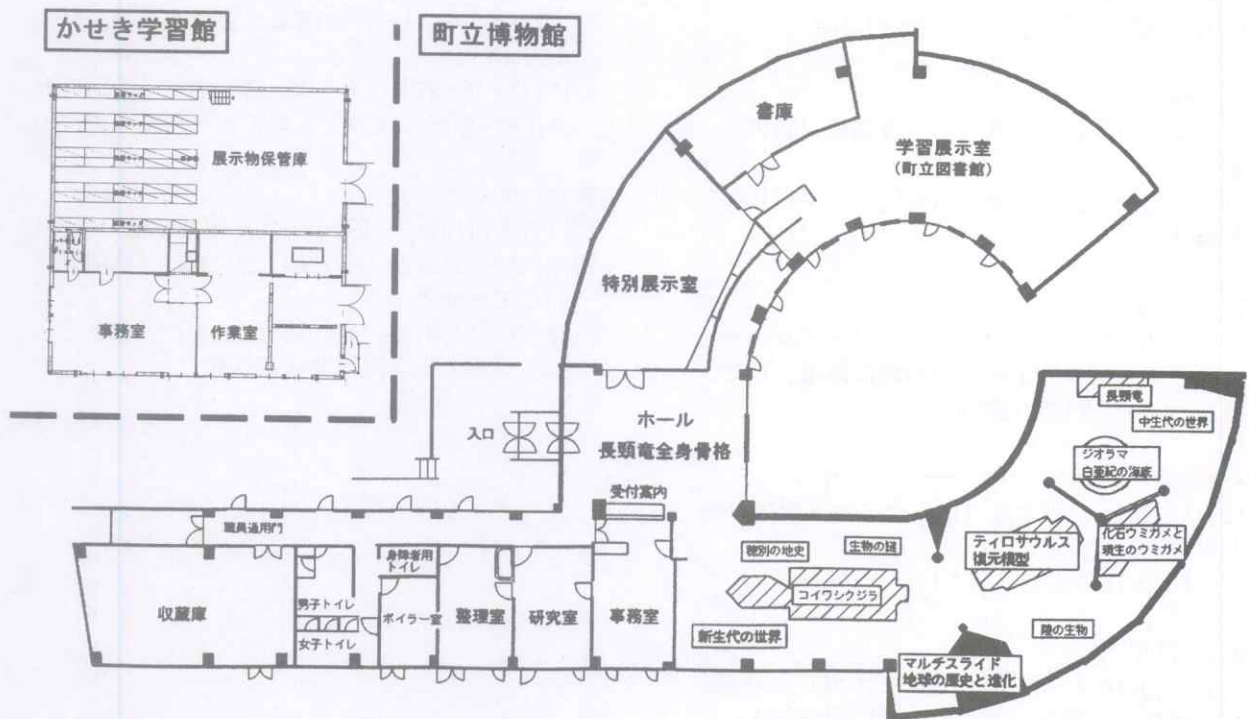 かせき学習館
町立博物館
展示物保管庫
事務室
作業室
書庫
学習展示室
(町立図書館)
特別展示室
入口
ホール
長頸竜全身骨格
受付案内
職員通用門
収蔵庫
男子トイレ
女子トイレ
身障者用
トイレ
ボイラー室
整理室
研究室
事務室
穂別の地史
生物の謎
コイワシクジラ
新生代の世界
長頸竜
中生代の世界
ジオラマ
白亜紀の海底
ティロサウルス
復元模型
化石ウミガメと
現生のウミガメ
陸の生物
マルチスライド
地球の歴史と進化